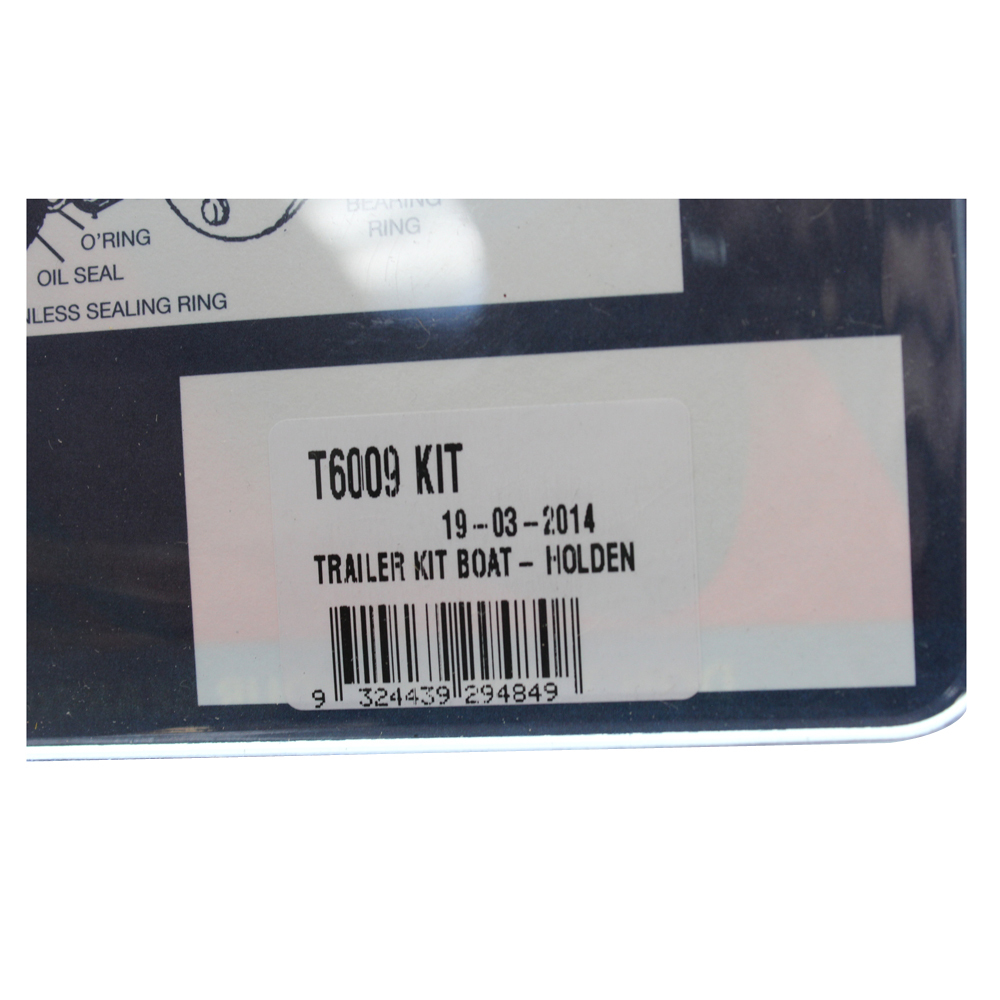 BEARING
RING
O'RING
OIL SEAL
NLESS SEALING RING
T6009 KIT
19-03-2014
TRAILER KIT BOAT - HOLDEN
9 324439 294849